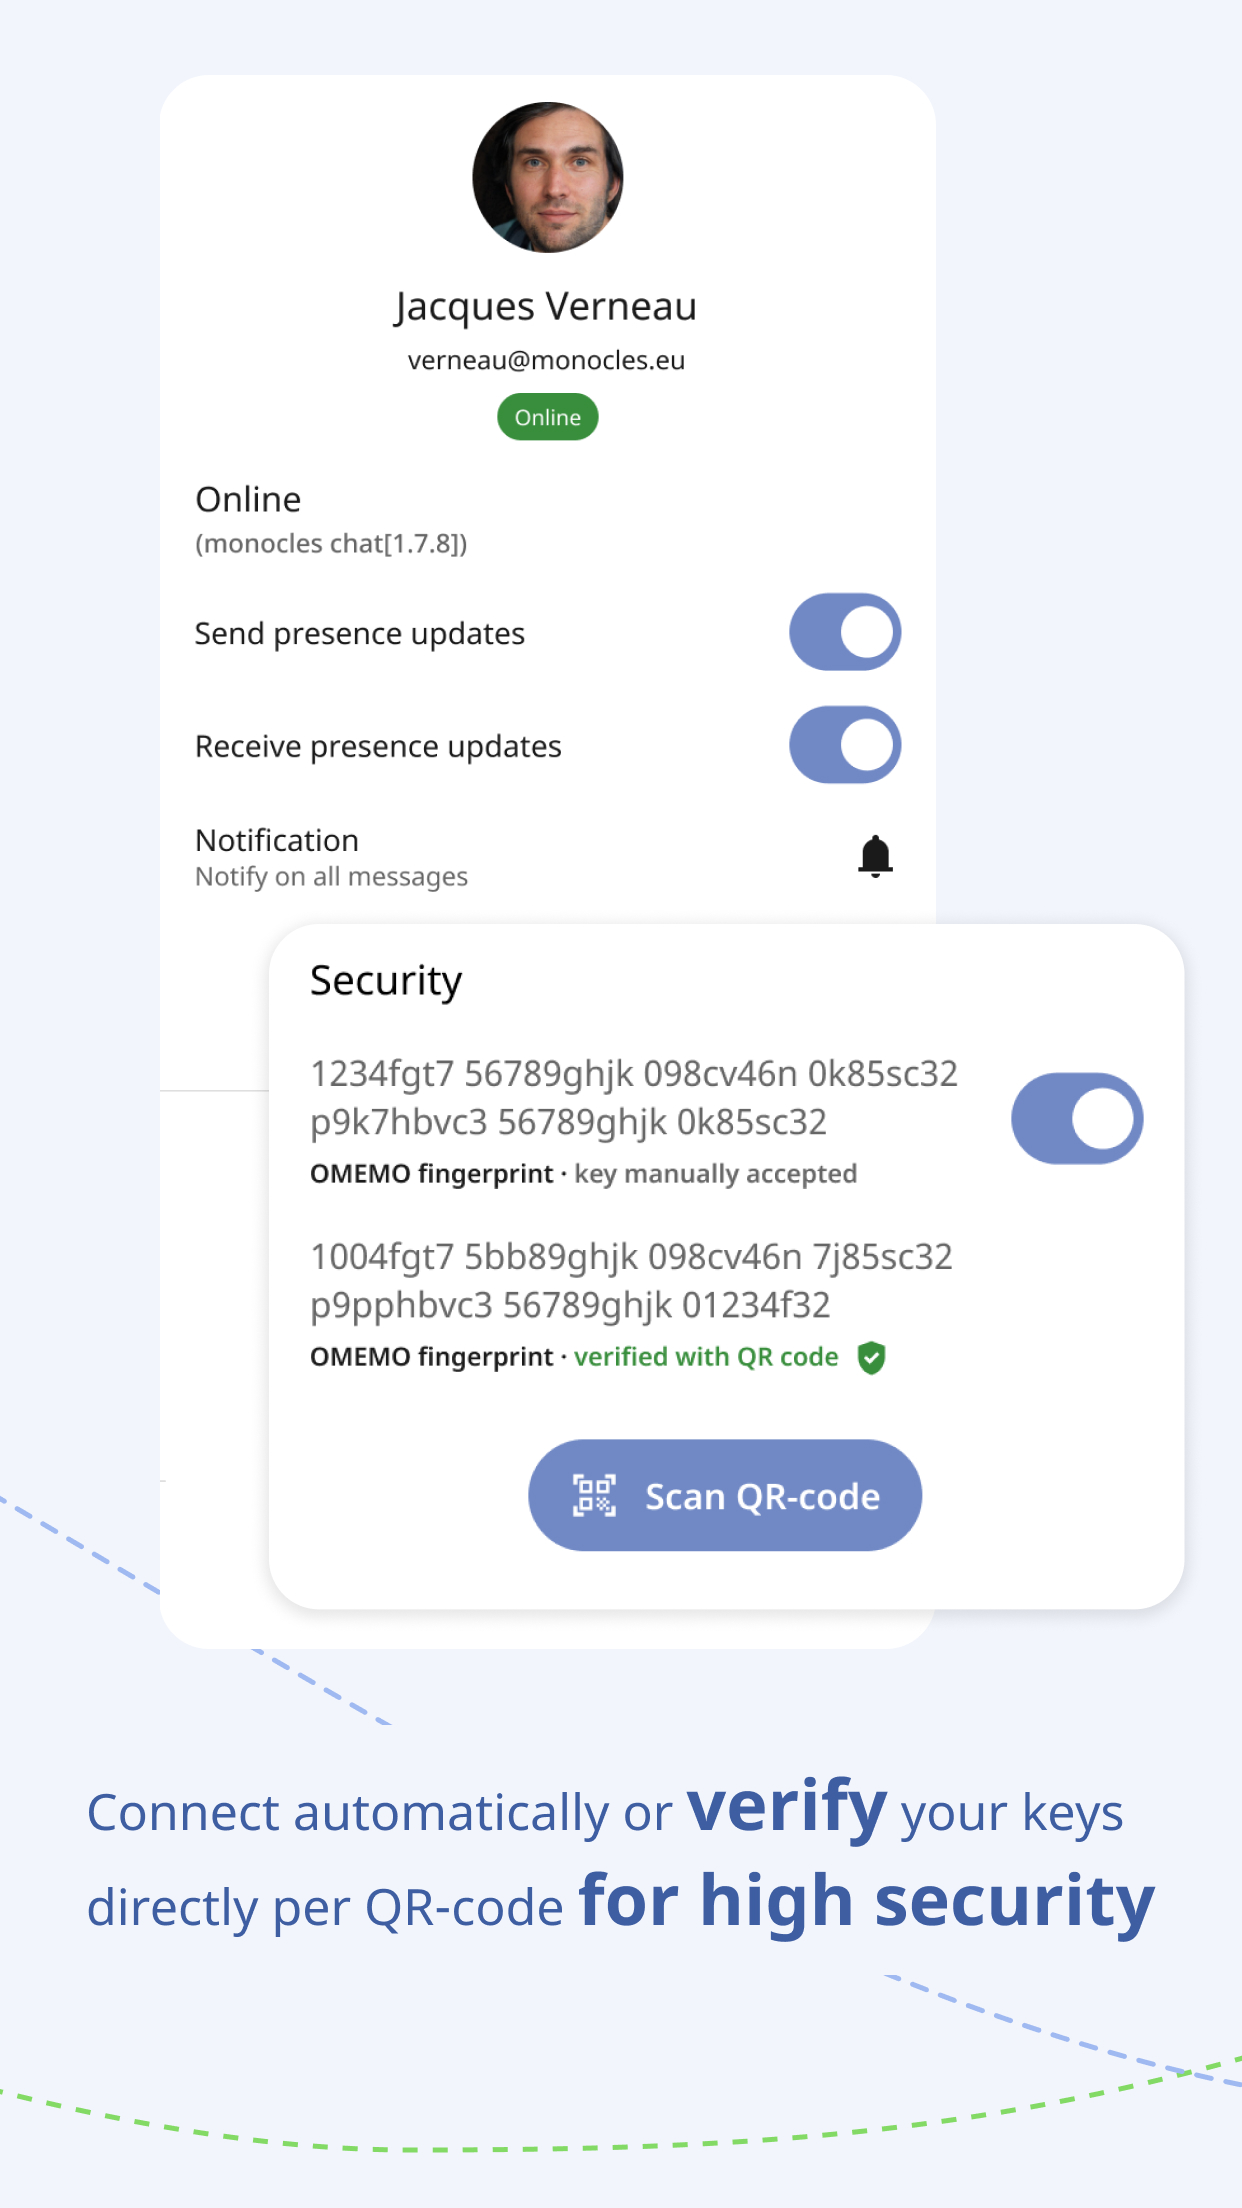 Jacques Verneau
verneau@monocles.eu
Online
Online
(monocles chat[1.7.8])
Send presence updates
Receive presence updates
Notification
Notify on all messages
Security
1234fgt7 56789ghjk 098cv46n 0k85sc32
p9k7hbvc3 56789ghjk 0k85sc32
OMEMO fingerprint · key manually accepted
1004fgt7 5bb89ghjk 098cv46n 7j85sc32
p9pphbvc3 56789ghjk 01234f32
OMEMO fingerprint · verified with QR code
Scan QR-code
Connect automatically or verify your keys
directly per QR-code for high security